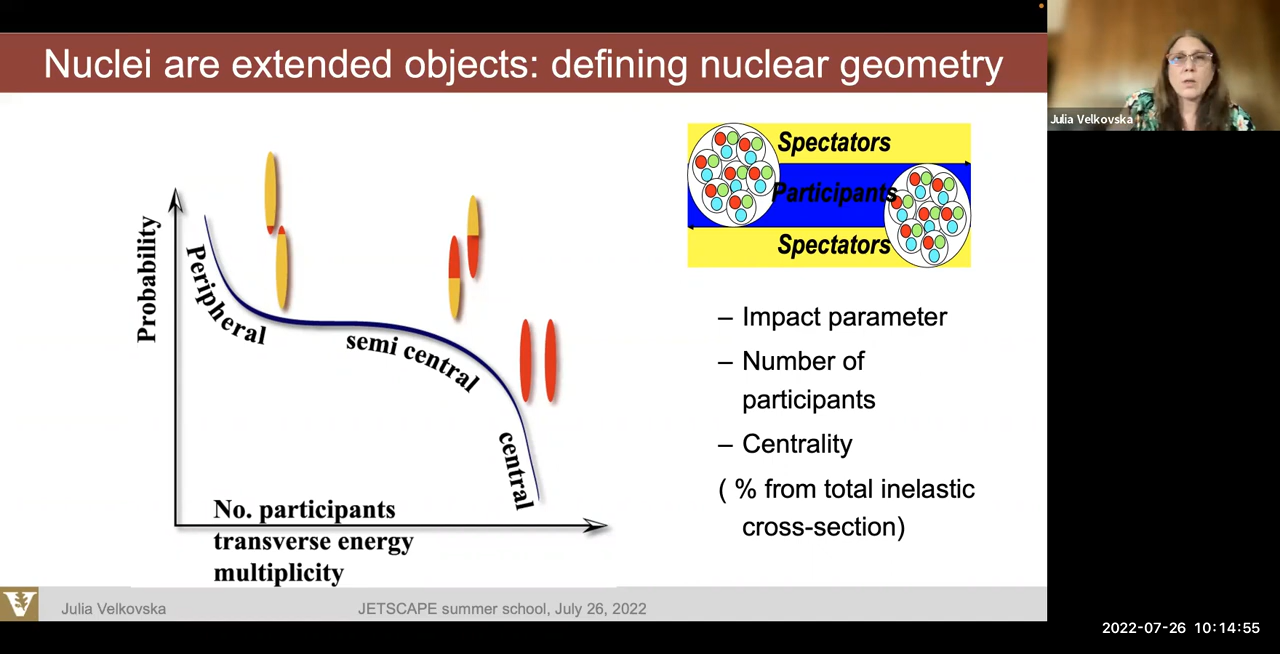 Nuclei are extended objects: defining nuclear geometry
Julia Velkovska
Probability
Peripheral
semi central
central
No. participants
transverse energy
multiplicity
Spectators
Participants
Spectators
– Impact parameter
– Number of
participants
– Centrality
( % from total inelastic
cross-section)
V
Julia Velkovska
JETSCAPE summer school, July 26, 2022
2022-07-26 10:14:55